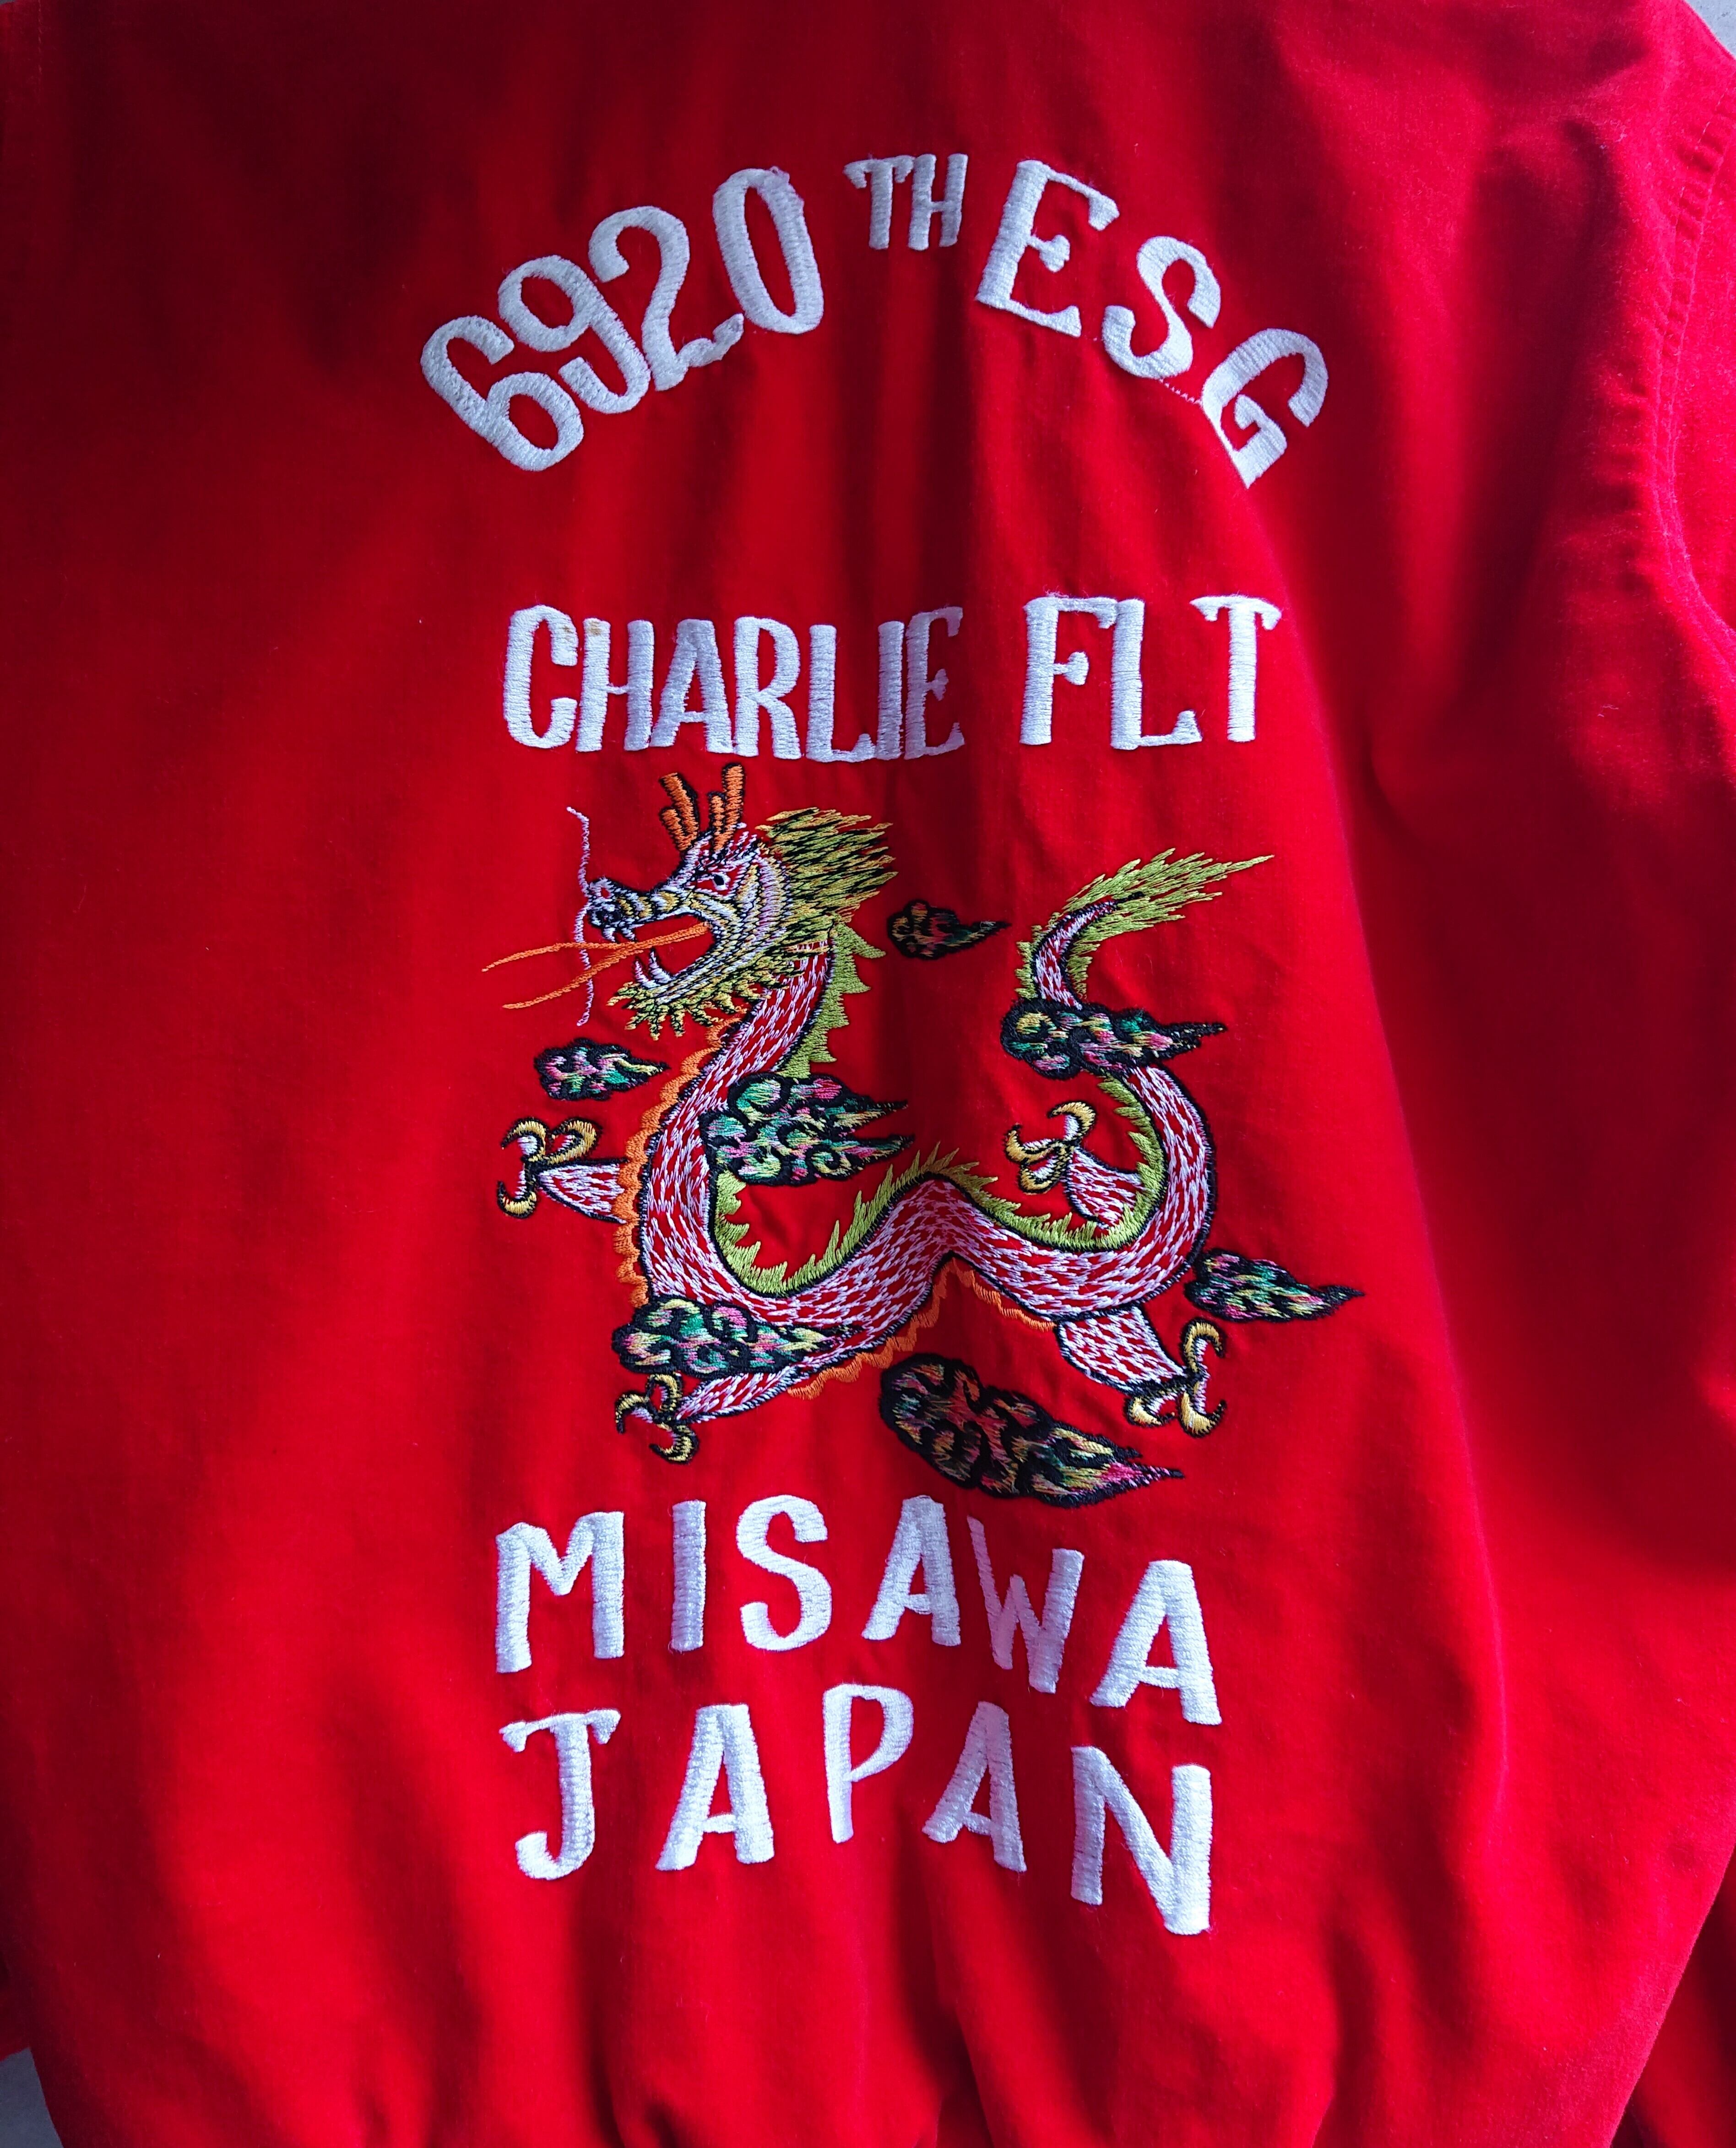 6920TH ESG
CHARLIE FLT
MISAWA
JAPAN